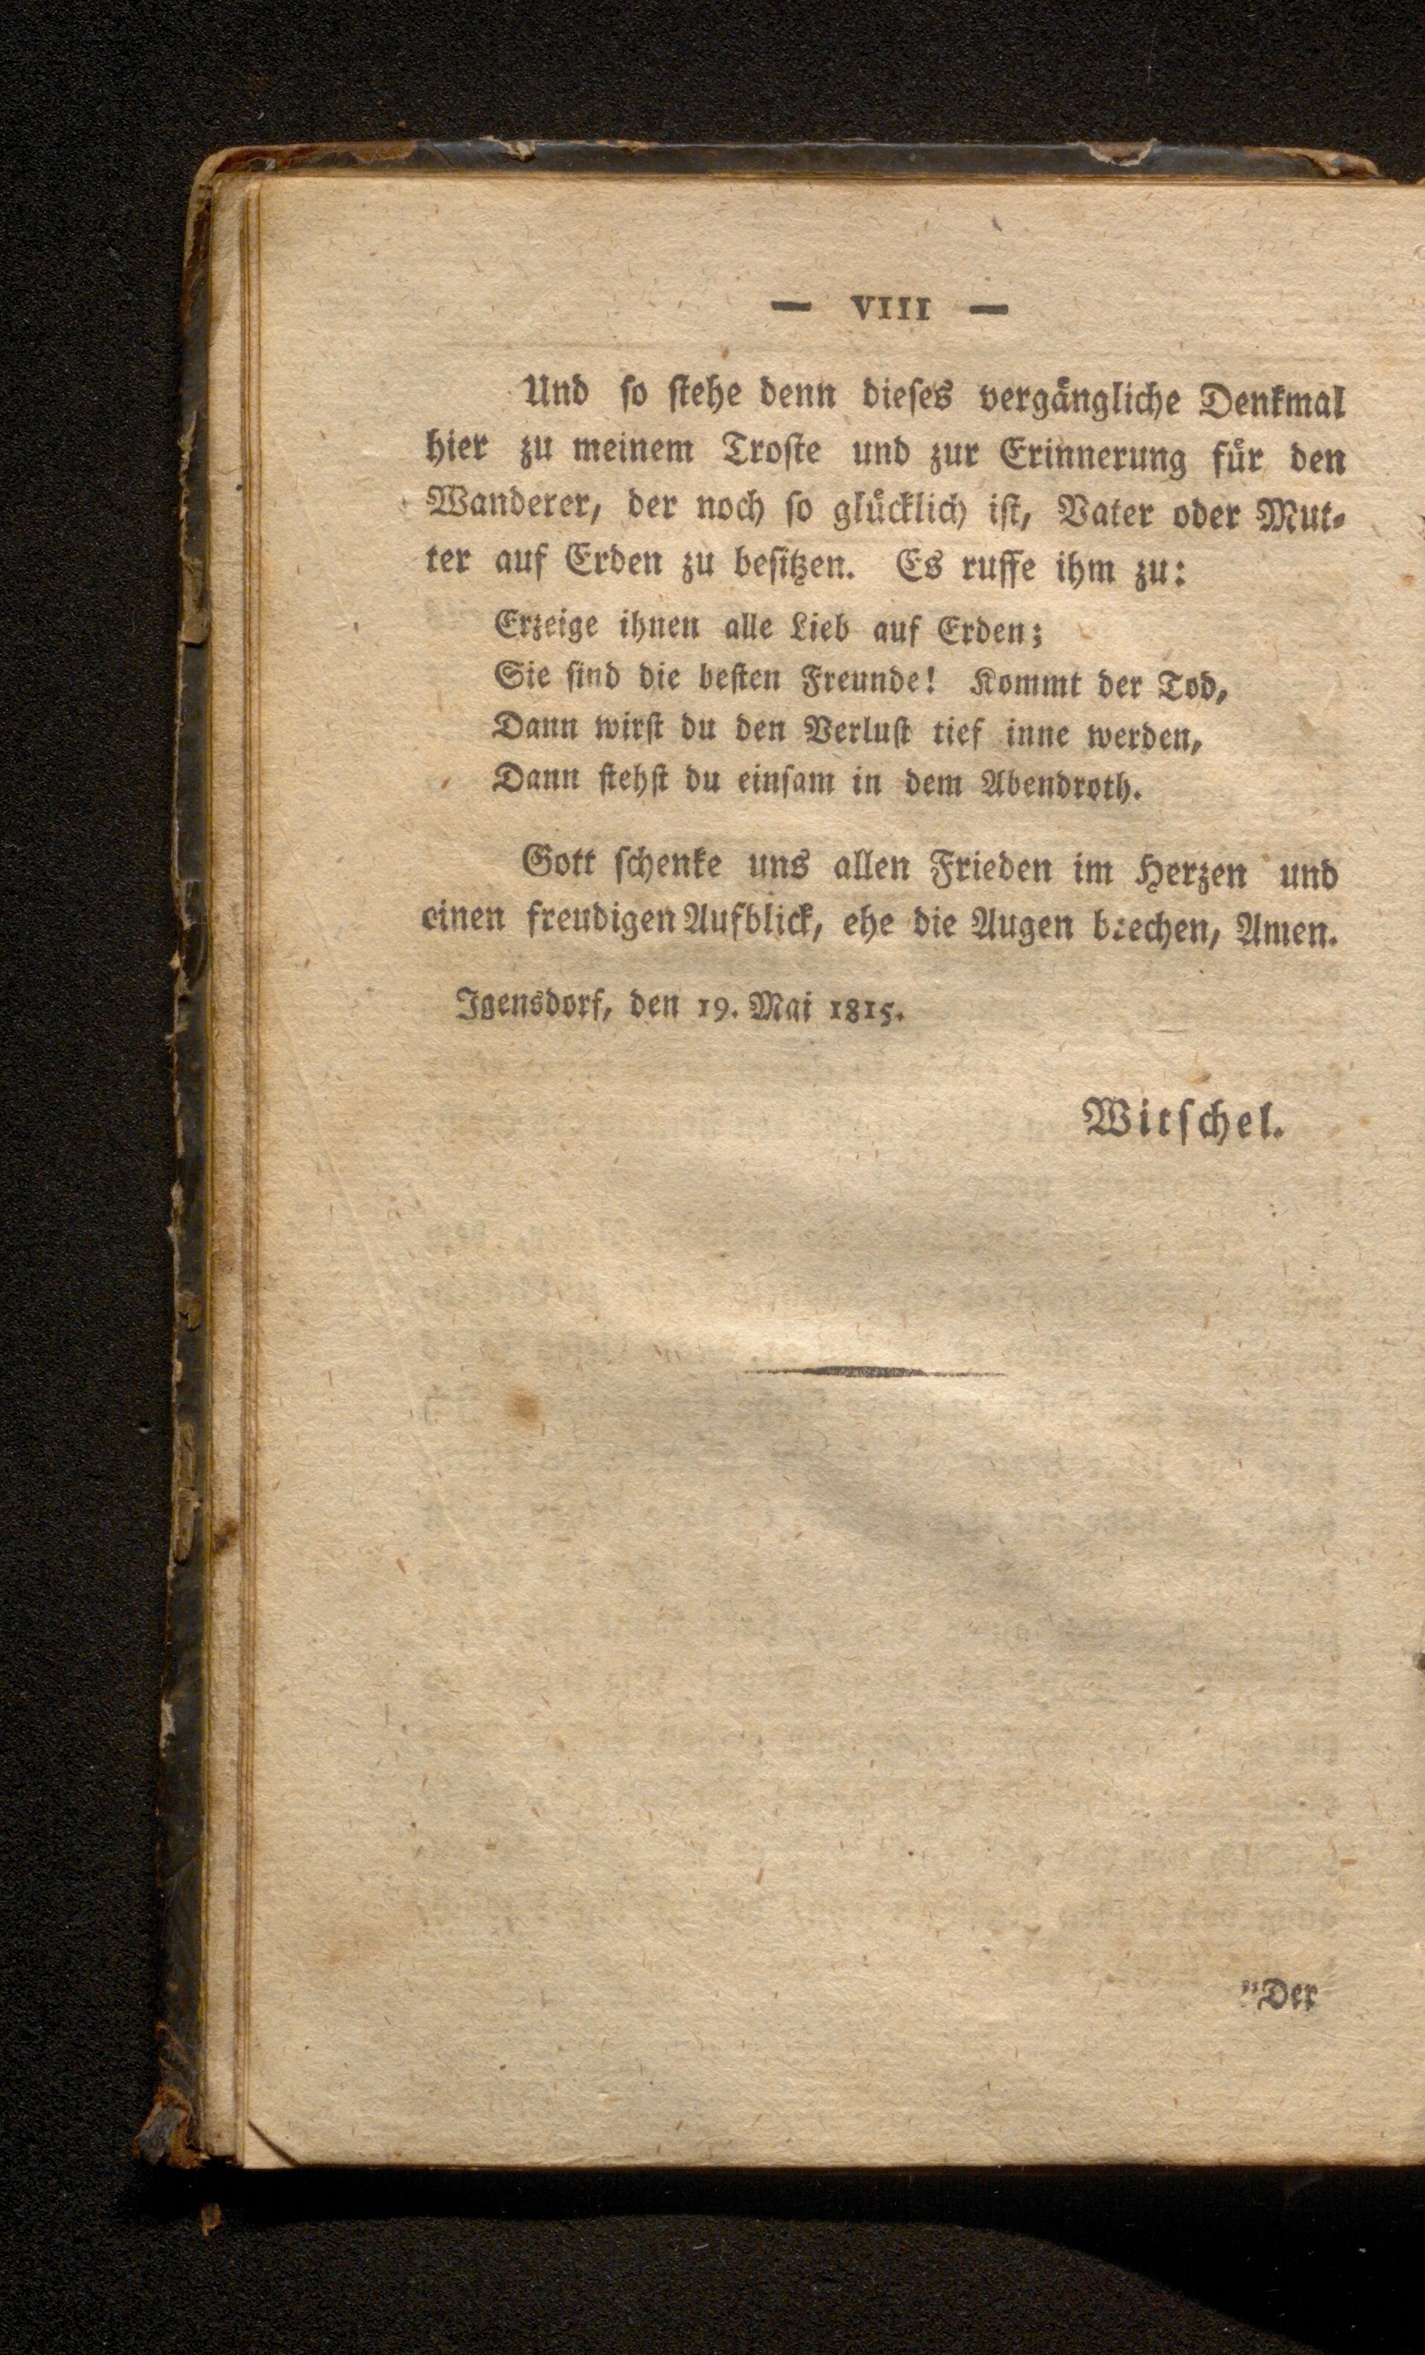 — VIII —
Und ſo ſtehe denn dieſes vergängliche Denkmal
hier zu meinem Troſte und zur Erinnerung für den
Wanderer, der noch ſo glücklich iſt, Vater oder Mut-
ter auf Erden zu beſitzen. Es ruffe ihm zu:
Erzeige ihnen alle Lieb auf Erden;
Sie ſind die beſten Freunde! Kommt der Tod,
Dann wirſt du den Verluſt tief inne werden,
Dann ſtehſt du einſam in dem Abendroth.
Gott ſchenke uns allen Frieden im Herzen und
einen freudigen Aufblick, ehe die Augen brechen, Amen.
Igensdorf, den 19. Mai 1815.
Witſchel.
"Der